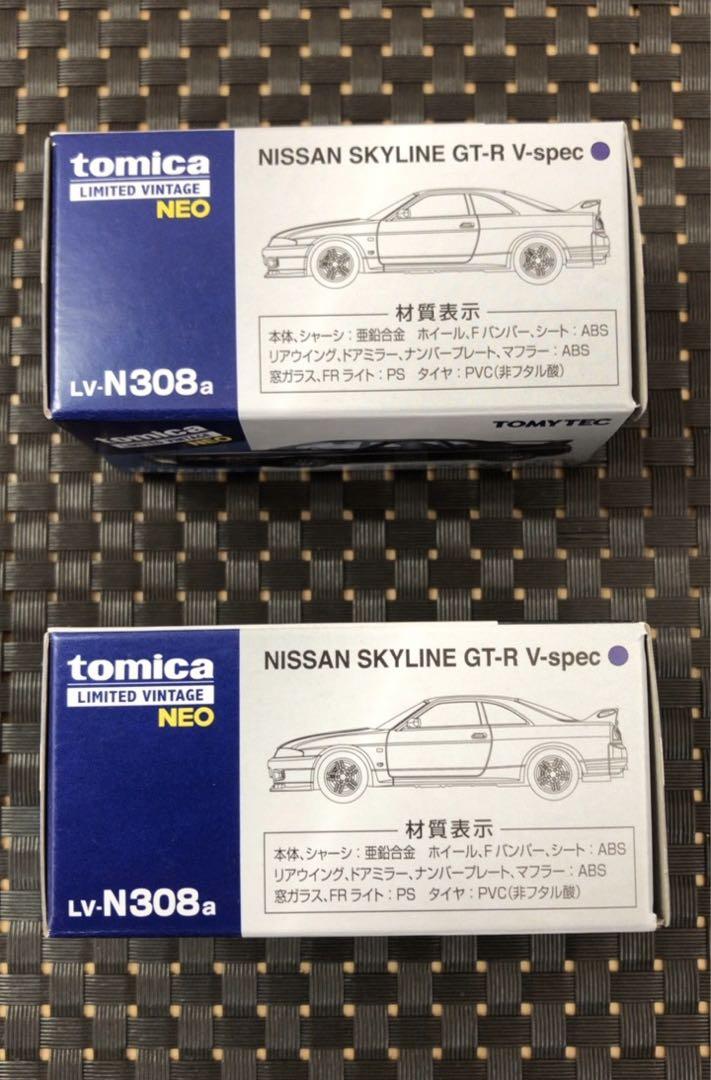 tomica
LIMITED VINTAGE
NEO
LV-N308a
NISSAN SKYLINE GT-R V-spec
材質表示
本体、シャーシ：亜鉛合金 ホイール、Fバンパー、シート：ABS
リアウイング、ドアミラー、ナンバープレート、マフラー：ABS
窓ガラス、FRライト：PS タイヤ：PVC(非フタル酸)
tomica
NEO
TOMYTEC
tomica
LIMITED VINTAGE
NEO
LV-N308a
NISSAN SKYLINE GT-R V-spec
材質表示
本体、シャーシ：亜鉛合金 ホイール、Fバンパー、シート：ABS
リアウイング、ドアミラー、ナンバープレート、マフラー：ABS
窓ガラス、FRライト：PS タイヤ：PVC(非フタル酸)